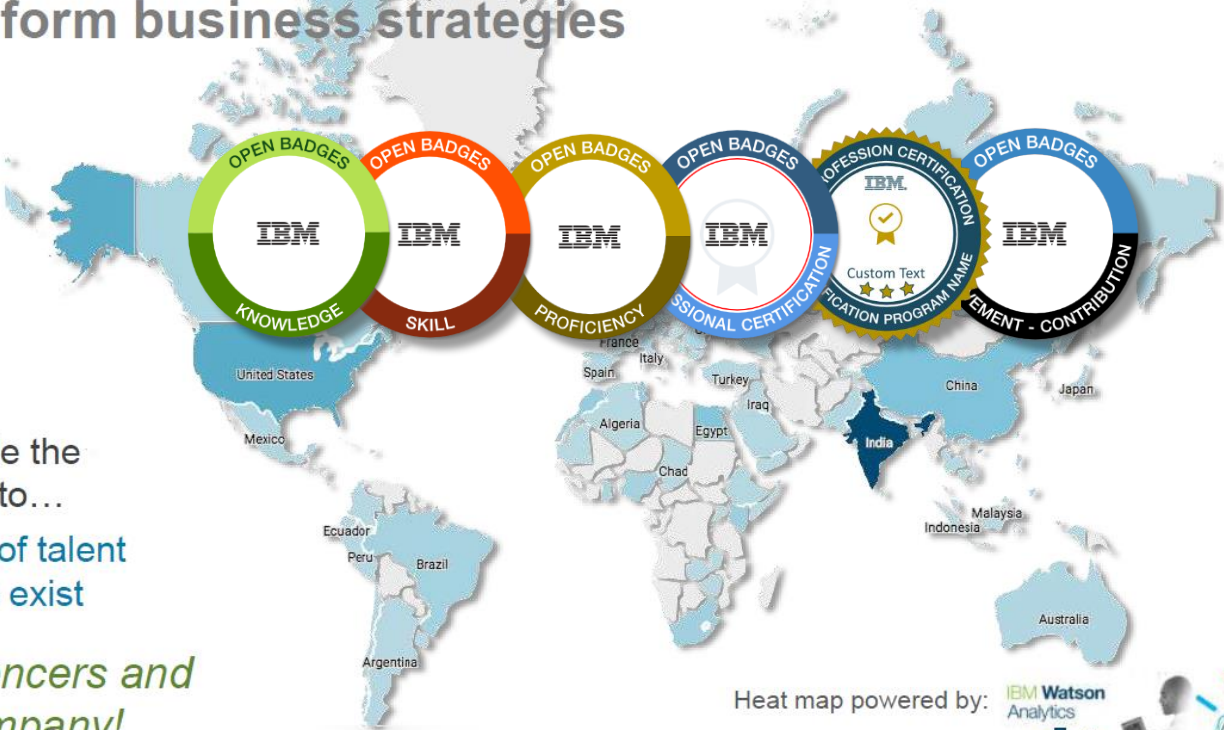 form business strategies
OPEN BADGES
IBM
KNOWLEDGE
OPEN BADGES
IBM
SKILL
OPEN BADGES
IBM
PROFICIENCY
OPEN BADGES
IBM
SSIONAL CERTIFICATION
OFESSION CERTIFICATION
IBM.
Custom Text
FICATION PROGRAM NAME
OPEN BADGES
IBM
EMENT - CONTRIBUTION
France
Italy
Spain
Turkey
Iraq
United States
China
Japan
Mexico
Algeria
Egypt
India
Chad
Malaysia
Indonesia
Ecuador
Peru
Brazil
Australia
Argentina
e the
to…
of talent
exist
ncers and
mpany!
Heat map powered by:
IBM Watson
Analytics